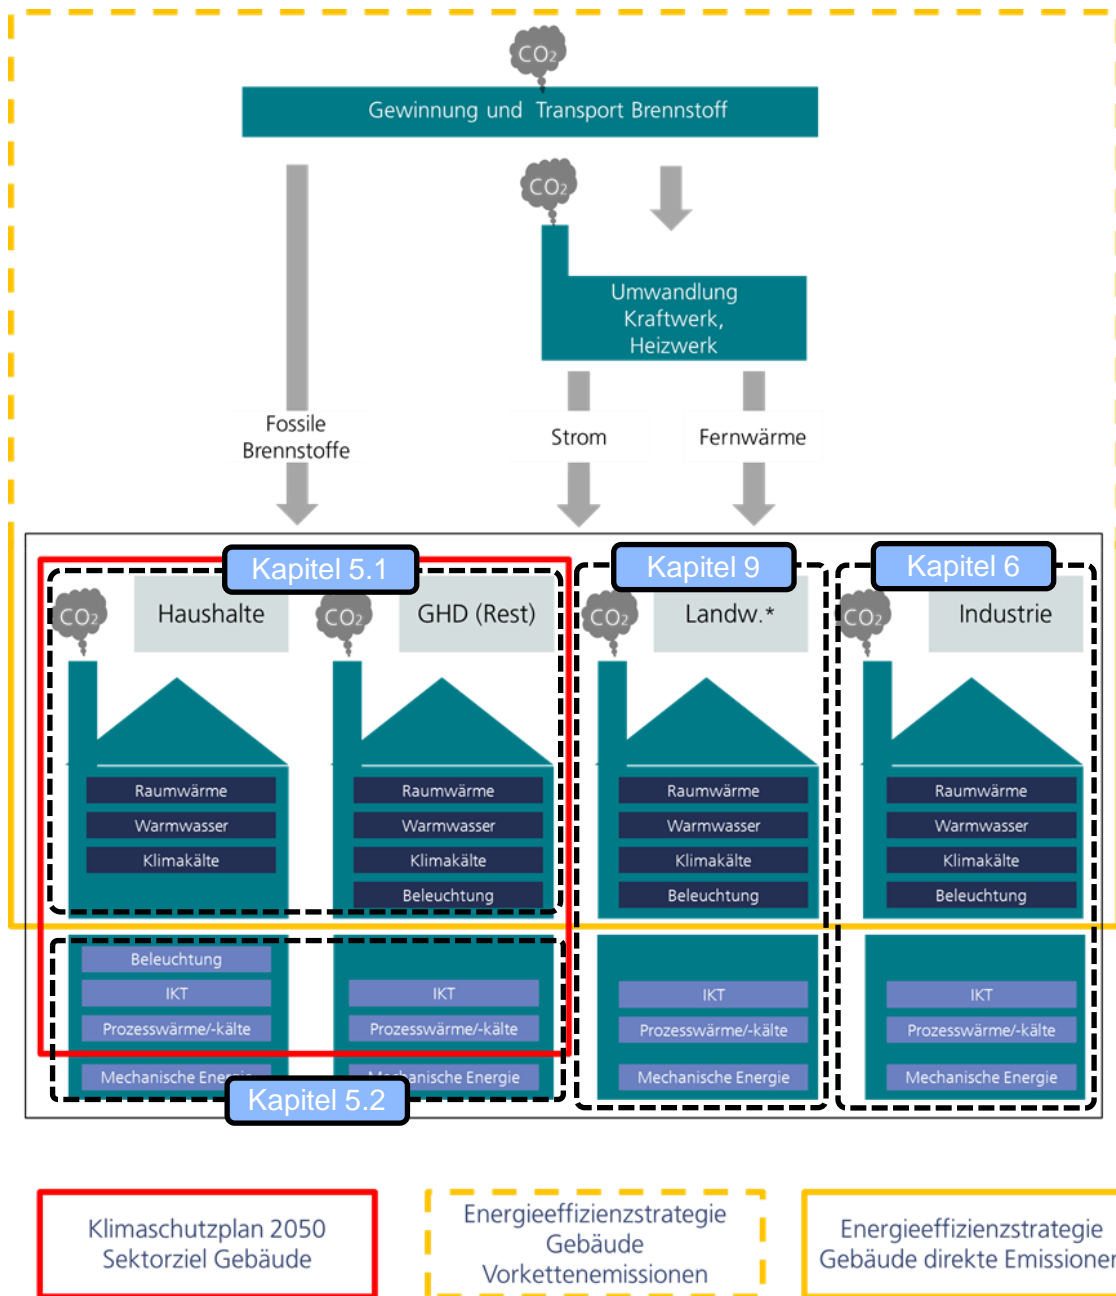 CO₂
Gewinnung und Transport Brennstoff
CO₂
Umwandlung
Kraftwerk,
Heizwerk
Fossile
Brennstoffe
Strom
Fernwärme
Kapitel 5.1
Kapitel 9
Kapitel 6
CO₂
Haushalte
CO₂
GHD (Rest)
CO₂
Landw.*
CO₂
Industrie
Raumwärme
Raumwärme
Raumwärme
Raumwärme
Warmwasser
Warmwasser
Warmwasser
Warmwasser
Klimakälte
Klimakälte
Klimakälte
Klimakälte
Beleuchtung
Beleuchtung
Beleuchtung
Beleuchtung
IKT
IKT
IKT
IKT
Prozesswärme/-kälte
Prozesswärme/-kälte
Prozesswärme/-kälte
Prozesswärme/-kälte
Mechanische Energie
Mechanische Energie
Mechanische Energie
Mechanische Energie
Kapitel 5.2
Klimaschutzplan 2050
Sektorziel Gebäude
Energieeffizienzstrategie
Gebäude
Vorkettenemissionen
Energieeffizienzstrategie
Gebäude direkte Emissionen